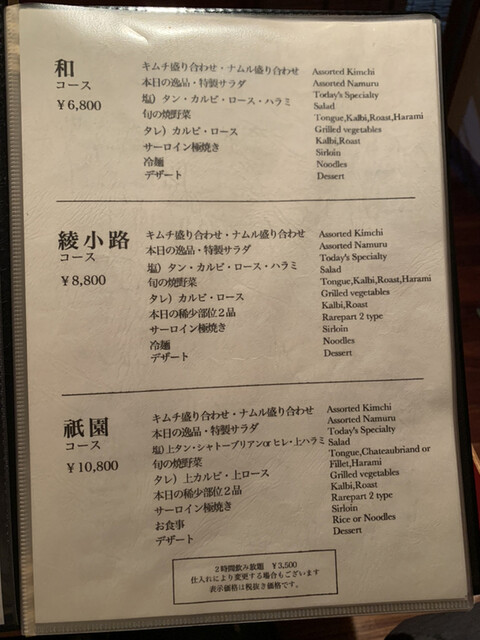 和
コース
￥6,800
キムチ盛り合わせ・ナムル盛り合わせ
本日の逸品・特製サラダ
塩）タン・カルビ・ロース・ハラミ
旬の焼野菜
タレ）カルビ・ロース
サーロイン極焼き
冷麺
デザート
Assorted Kimchi
Assorted Namuru
Today's Specialty
Salad
Tongue,Kalbi,Roast,Harami
Grilled vegetables
Kalbi,Roast
Sirloin
Noodles
Dessert
綾小路
コース
￥8,800
キムチ盛り合わせ・ナムル盛り合わせ
本日の逸品・特製サラダ
塩）タン・カルビ・ロース・ハラミ
旬の焼野菜
タレ）カルビ・ロース
本日の稀少部位２品
サーロイン極焼き
冷麺
デザート
Assorted Kimchi
Assorted Namuru
Today's Specialty
Salad
Tongue,Kalbi,Roast,Harami
Grilled vegetables
Kalbi,Roast
Rarepart 2 type
Sirloin
Noodles
Dessert
祇園
コース
￥10,800
キムチ盛り合わせ・ナムル盛り合わせ
本日の逸品・特製サラダ
塩)上タン・シャトーブリアンorヒレ・上ハラミ
旬の焼野菜
タレ）上カルビ・上ロース
本日の稀少部位２品
サーロイン極焼き
お食事
デザート
Assorted Kimchi
Assorted Namuru
Today's Specialty
Salad
Tongue,Chateaubriand or
Fillet,Harami
Grilled vegetables
Kalbi,Roast
Rarepart 2 type
Sirloin
Rice or Noodles
Dessert
２時間飲み放題　￥3,500
仕入れにより変更する場合もございます
表示価格は税抜き価格です。